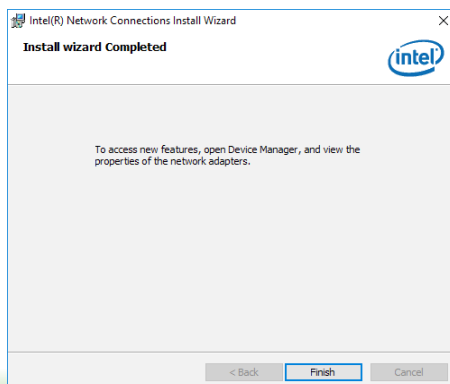 Intel(R) Network Connections Install Wizard
Install wizard Completed
intel
To access new features, open Device Manager, and view the
properties of the network adapters.
< Back
Finish
Cancel